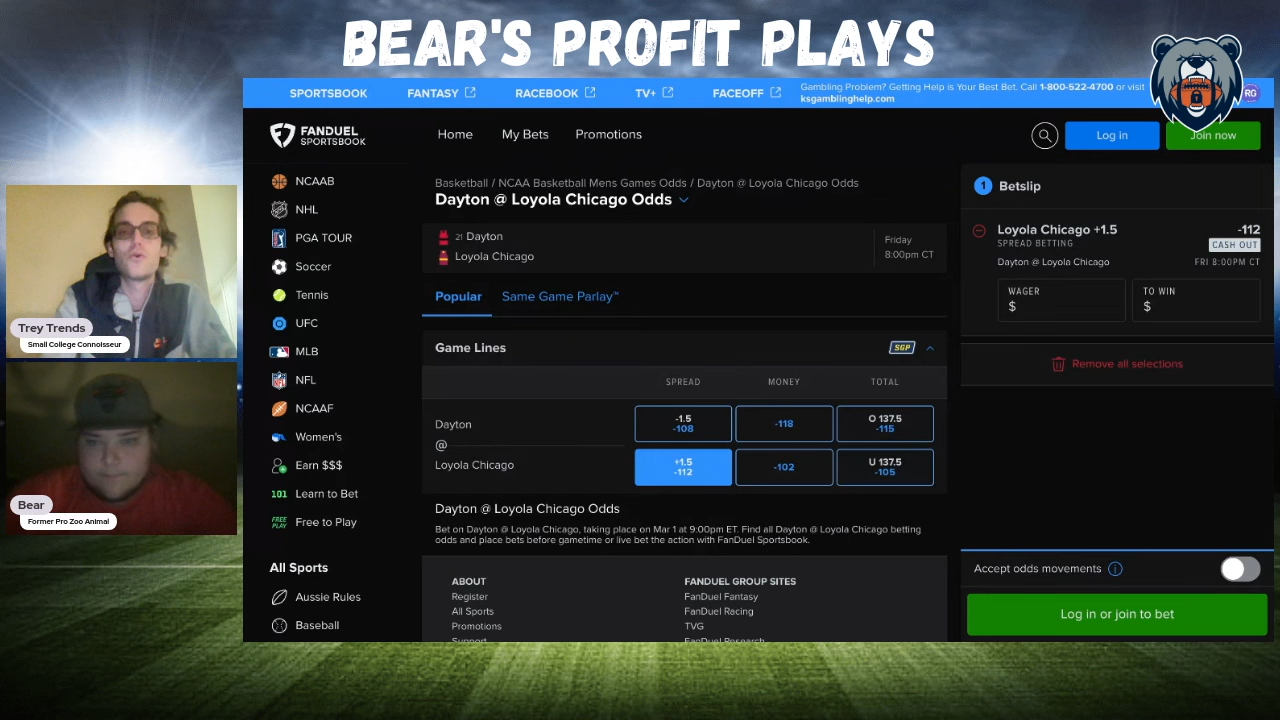 BEAR'S PROFIT PLAYS
SPORTSBOOK FANTASY RACEBOOK TV+ FACEOFF
Gambling Problem? Getting Help is Your Best Bet. Call 1-800-522-4700 or visit
ksgamblinghelp.com
RG
FANDUEL
SPORTSBOOK
Home My Bets Promotions
Log in
Join now
NCAAB
NHL
PGA TOUR
Soccer
Tennis
UFC
MLB
NFL
NCAAF
Women's
Earn $$$
101 Learn to Bet
FREE PLAY Free to Play
All Sports
Aussie Rules
Baseball
Basketball / NCAA Basketball Mens Games Odds / Dayton @ Loyola Chicago Odds
Dayton @ Loyola Chicago Odds
21 Dayton
Loyola Chicago
Friday
8:00pm CT
Popular Same Game Parlay™
Game Lines
SGP
SPREAD MONEY TOTAL
Dayton
-1.5
-108
-118
O 137.5
-115
@
Loyola Chicago
+1.5
-112
-102
U 137.5
-105
Dayton @ Loyola Chicago Odds
Bet on Dayton @ Loyola Chicago, taking place on Mar 1 at 9:00pm ET. Find all Dayton @ Loyola Chicago betting
odds and place bets before gametime or live bet the action with FanDuel Sportsbook.
ABOUT
Register
All Sports
Promotions
Support
FANDUEL GROUP SITES
FanDuel Fantasy
FanDuel Racing
TVG
FanDuel Research
1 Betslip
Loyola Chicago +1.5 -112
SPREAD BETTING CASH OUT
Dayton @ Loyola Chicago FRI 8:00PM CT
WAGER
$
TO WIN
$
Remove all selections
Accept odds movements
Log in or join to bet
Trey Trends
Small College Connoisseur
Bear
Former Pro Zoo Animal